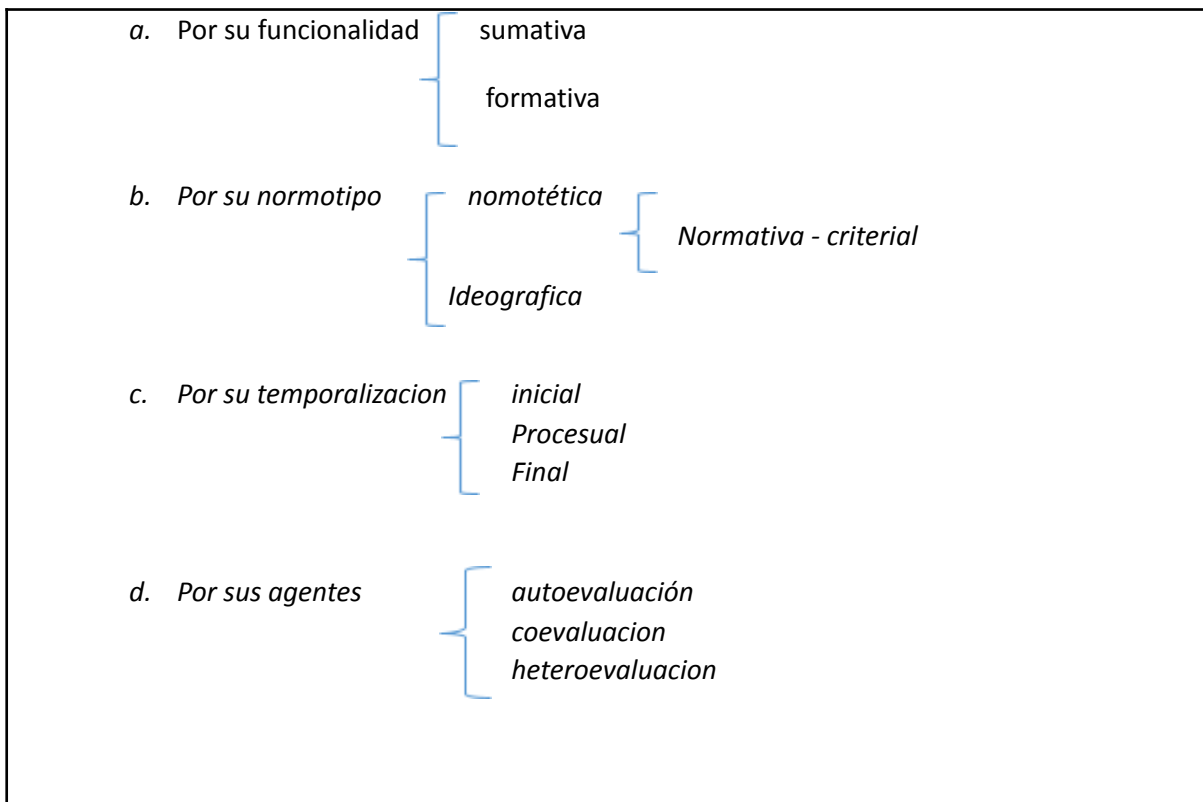 a. Por su funcionalidad sumativa
formativa
b. Por su normotipo nomotética
Normativa - criterial
Ideografica
c. Por su temporalizacion inicial
Procesual
Final
d. Por sus agentes autoevaluación
coevaluacion
heteroevaluacion